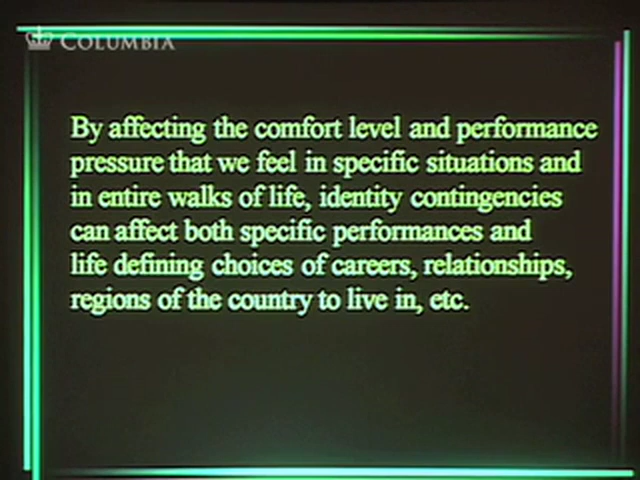 COLUMBIA
By affecting the comfort level and performance
pressure that we feel in specific situations and
in entire walks of life, identity contingencies
can affect both specific performances and
life defining choices of careers, relationships,
regions of the country to live in, etc.